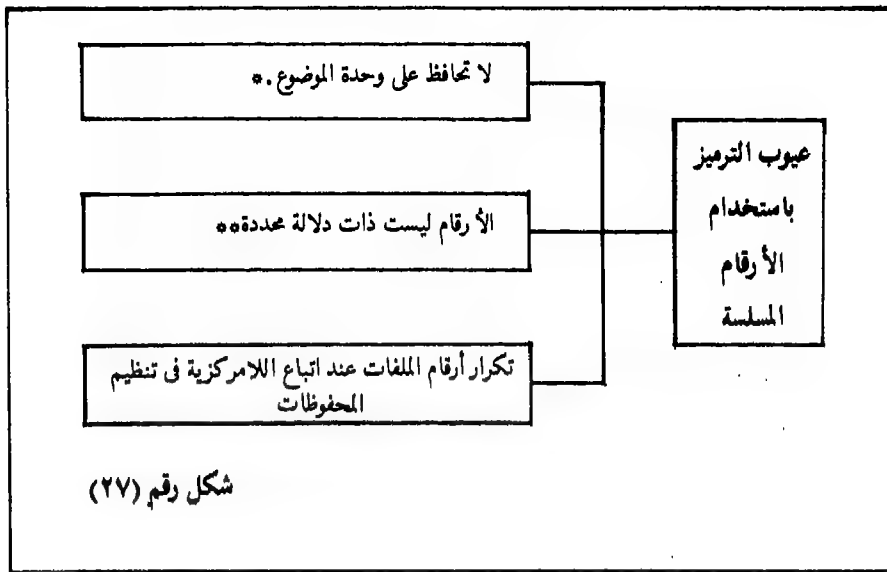 عيوب الترميز
باستخدام
الأرقام
المسلسة
لا تحافظ على وحدة الموضوع.*
الأرقام ليست ذات دلالة محددة**
تكرار أرقام الملفات عند اتباع اللامركزية فى تنظيم
المحفوظات
شكل رقم (٢٧)